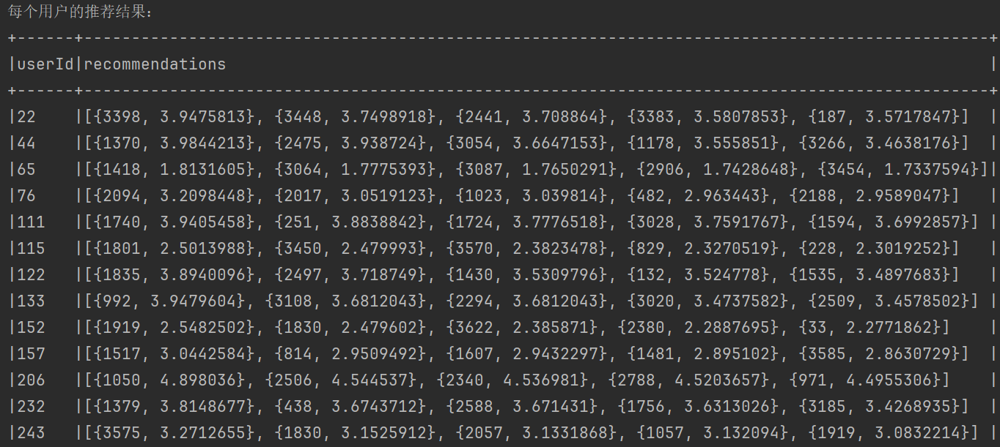 每个用户的推荐结果：
+------+-----------------------------------------------------------------------------------------------+
|userId|recommendations                                                                                |
+------+-----------------------------------------------------------------------------------------------+
|22    |[{3398, 3.9475813}, {3448, 3.7498918}, {2441, 3.708864}, {3383, 3.5807853}, {187, 3.5717847}]  |
|44    |[{1370, 3.9844213}, {2475, 3.938724}, {3054, 3.6647153}, {1178, 3.555851}, {3266, 3.4638176}]  |
|65    |[{1418, 1.8131605}, {3064, 1.7775393}, {3087, 1.7650291}, {2906, 1.7428648}, {3454, 1.7337594}]|
|76    |[{2094, 3.2098448}, {2017, 3.0519123}, {1023, 3.039814}, {482, 2.963443}, {2188, 2.9589047}]   |
|111   |[{1740, 3.9405458}, {251, 3.8838842}, {1724, 3.7776518}, {3028, 3.7591767}, {1594, 3.6992857}] |
|115   |[{1801, 2.5013988}, {3450, 2.479993}, {3570, 2.3823478}, {829, 2.3270519}, {228, 2.3019252}]   |
|122   |[{1835, 3.8940096}, {2497, 3.718749}, {1430, 3.5309796}, {132, 3.524778}, {1535, 3.4897683}]   |
|133   |[{992, 3.9479604}, {3108, 3.6812043}, {2294, 3.6812043}, {3020, 3.4737582}, {2509, 3.4578502}] |
|152   |[{1919, 2.5482502}, {1830, 2.479602}, {3622, 2.385871}, {2380, 2.2887695}, {33, 2.2771862}]    |
|157   |[{1517, 3.0442584}, {814, 2.9509492}, {1607, 2.9432297}, {1481, 2.895102}, {3585, 2.8630729}]  |
|206   |[{1050, 4.898036}, {2506, 4.544537}, {2340, 4.536981}, {2788, 4.5203657}, {971, 4.4955306}]    |
|232   |[{1379, 3.8148677}, {438, 3.6743712}, {2588, 3.671431}, {1756, 3.6313026}, {3185, 3.4268935}]  |
|243   |[{3575, 3.2712655}, {1830, 3.1525912}, {2057, 3.1331868}, {1057, 3.132094}, {1919, 3.0832214}] |